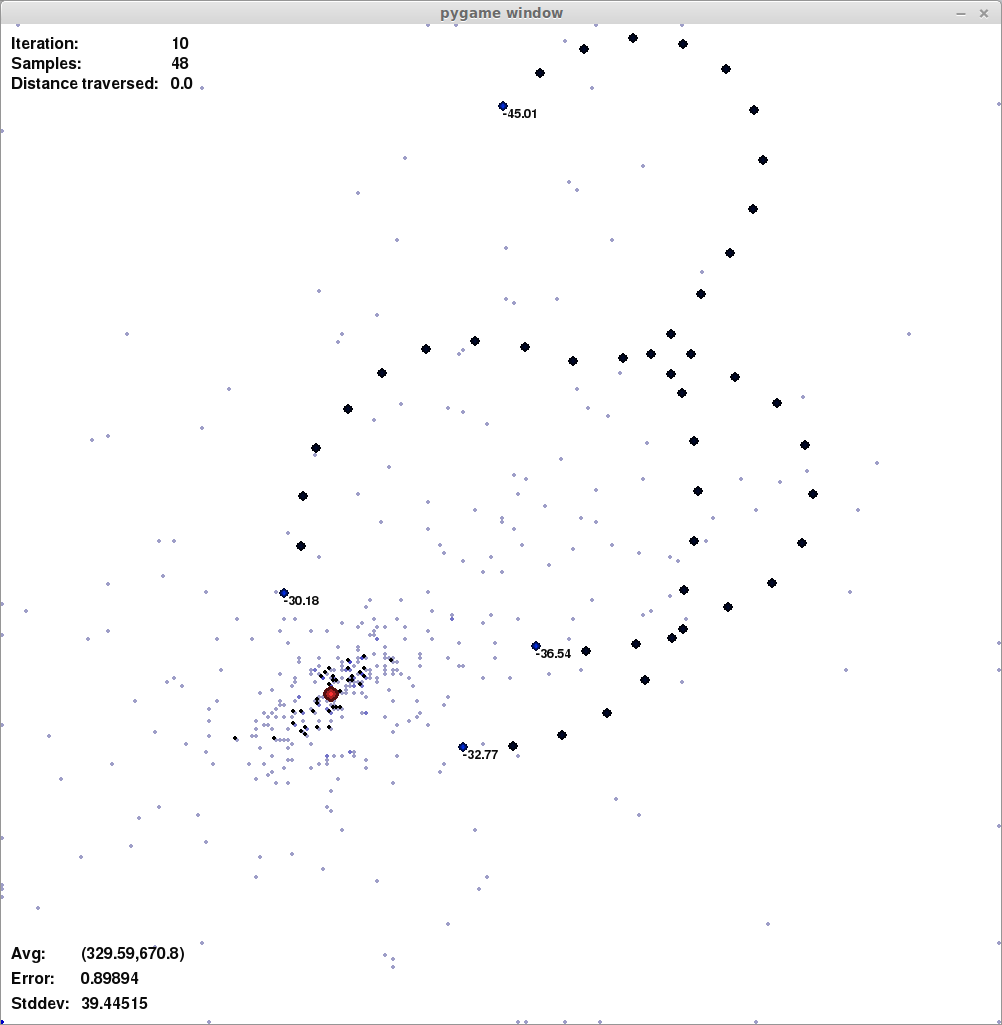 pygame window
Iteration: 10
Samples: 48
Distance traversed: 0.0
-45.01
-30.18
-36.54
-32.77
Avg: (329.59,670.8)
Error: 0.89894
Stddev: 39.44515